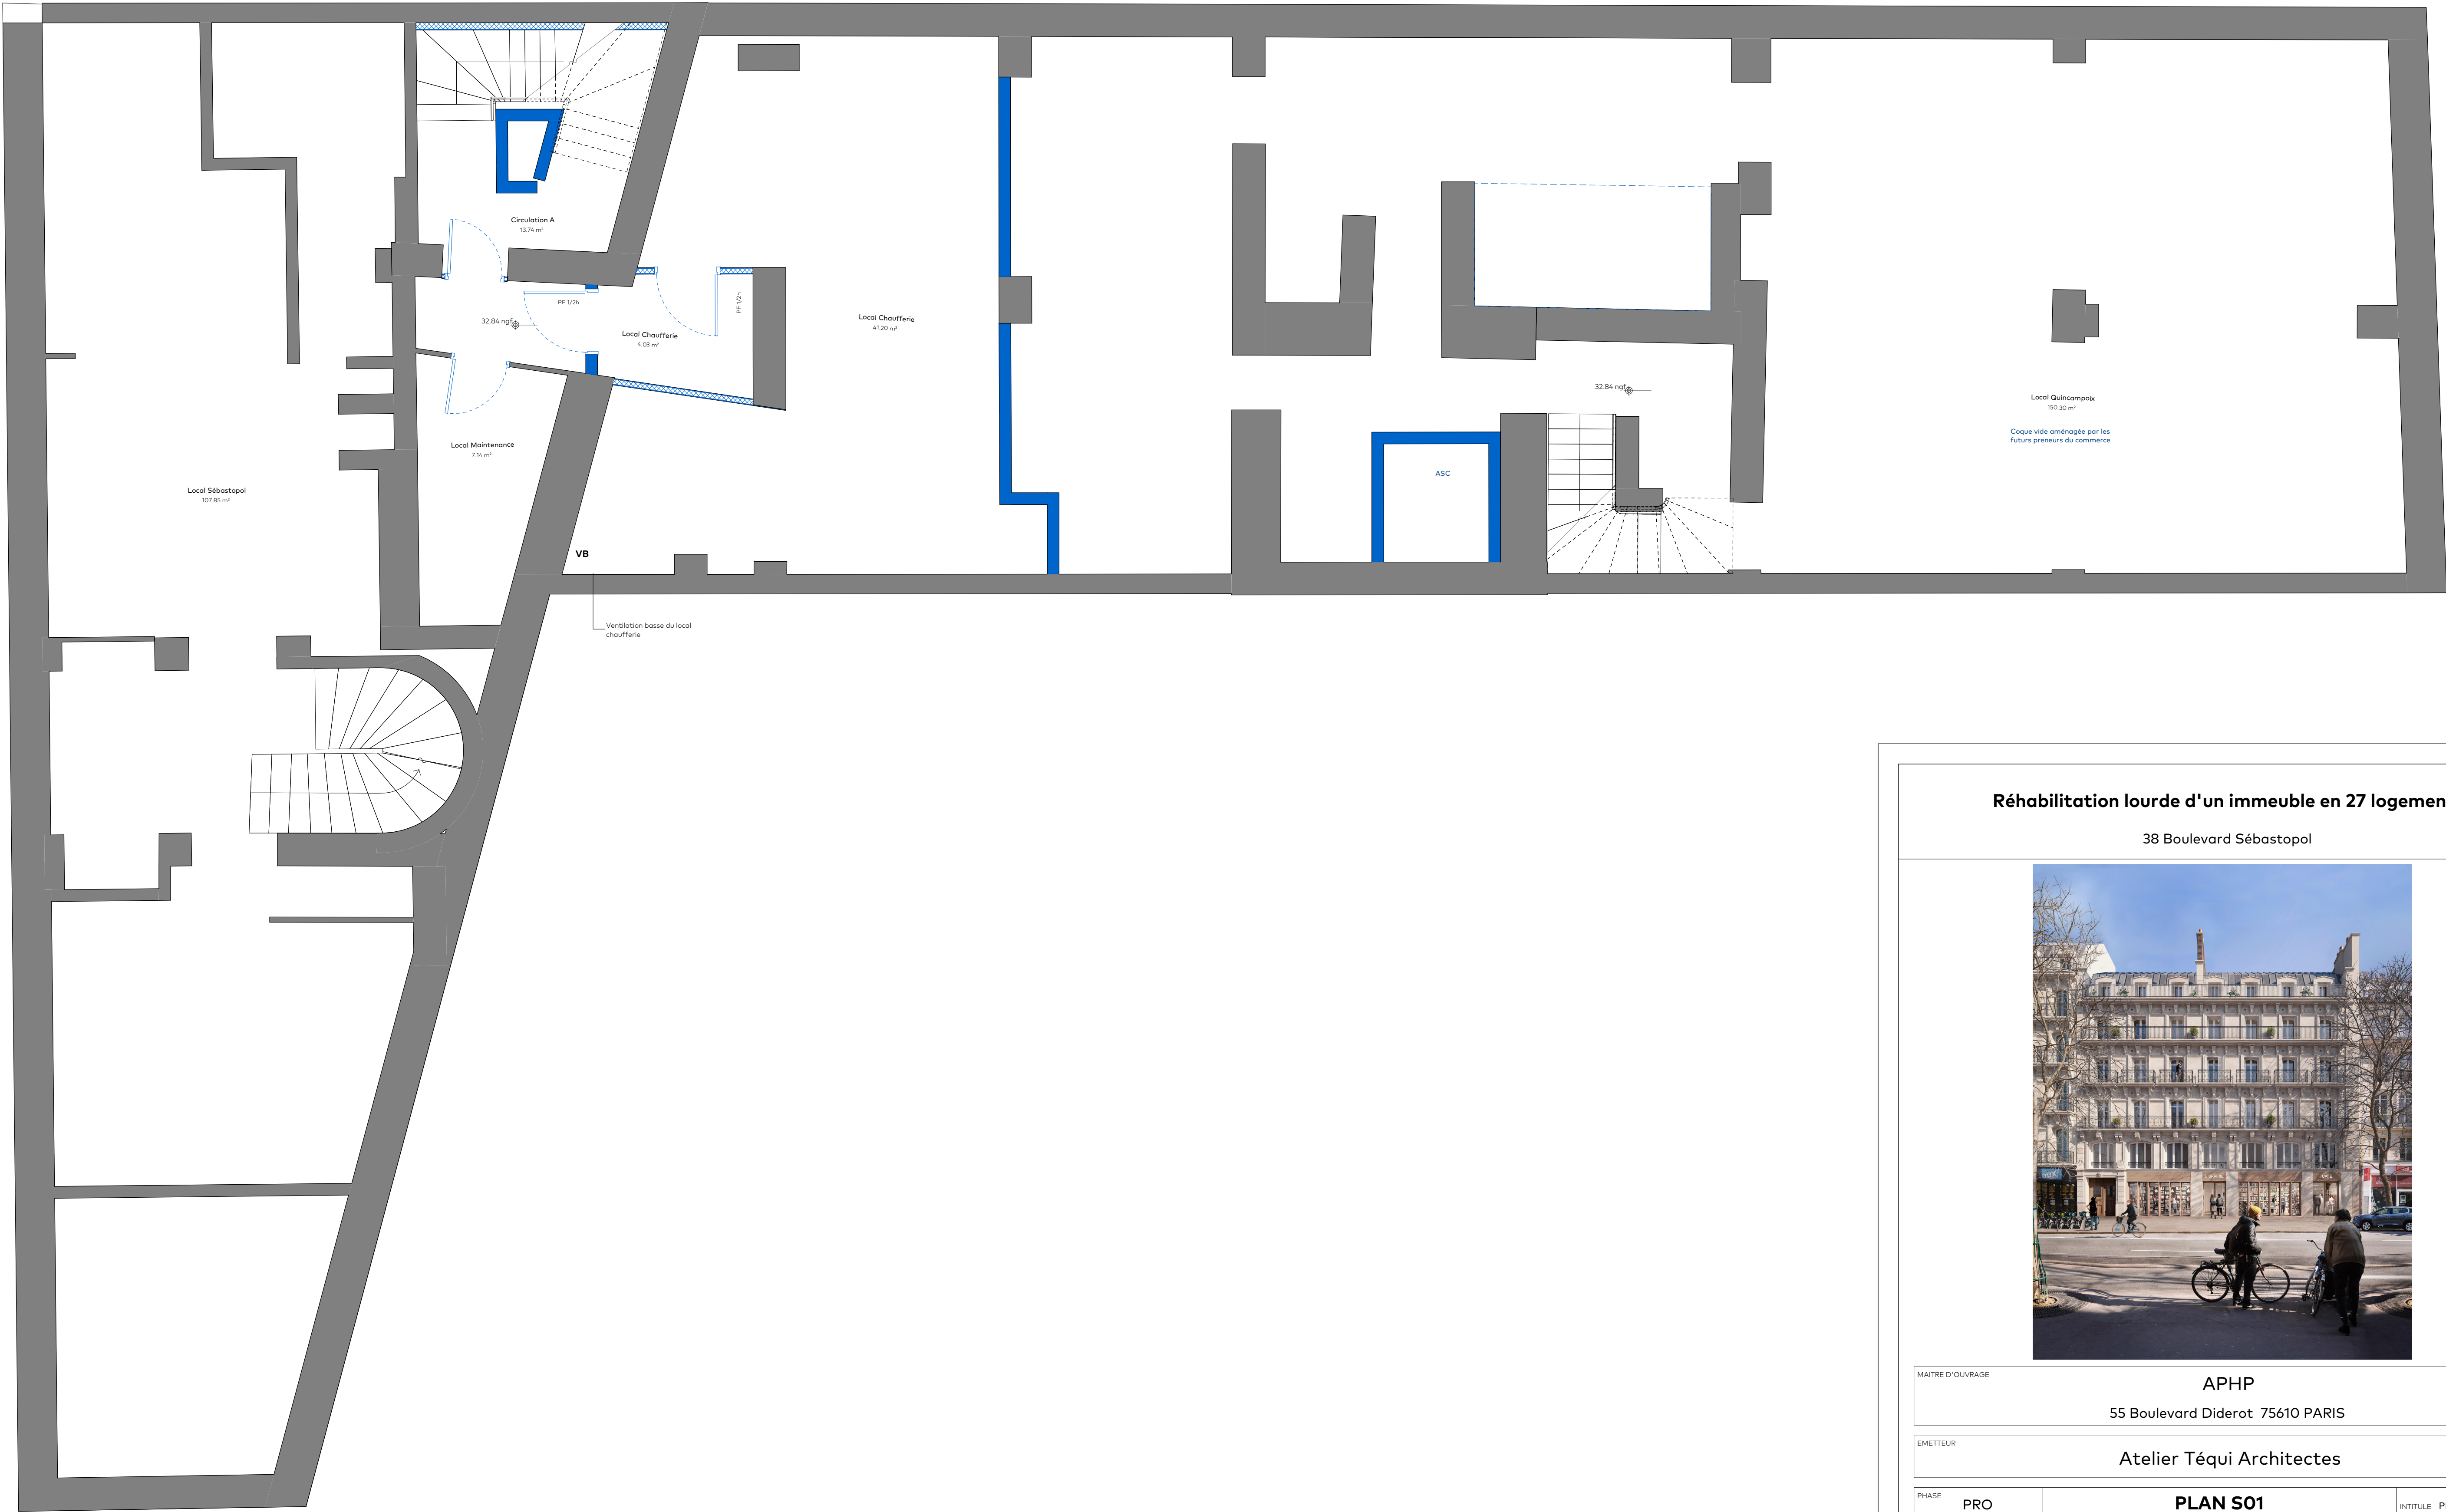 Circulation A
13.74 m²
PF 1/2h
PF 1/2h
32.84 ngf
Local Chaufferie
4.03 m²
Local Chaufferie
41.20 m²
32.84 ngf
Local Quincampoix
150.30 m²
Coque vide aménagée par les
futurs preneurs du commerce
Local Maintenance
7.14 m²
ASC
Local Sébastopol
107.85 m²
VB
Ventilation basse du local
chaufferie
Réhabilitation lourde d'un immeuble en 27 logemen
38 Boulevard Sébastopol
MAITRE D'OUVRAGE
APHP
55 Boulevard Diderot 75610 PARIS
EMETTEUR
Atelier Téqui Architectes
PHASE
PRO
PLAN S01
INTITULE P